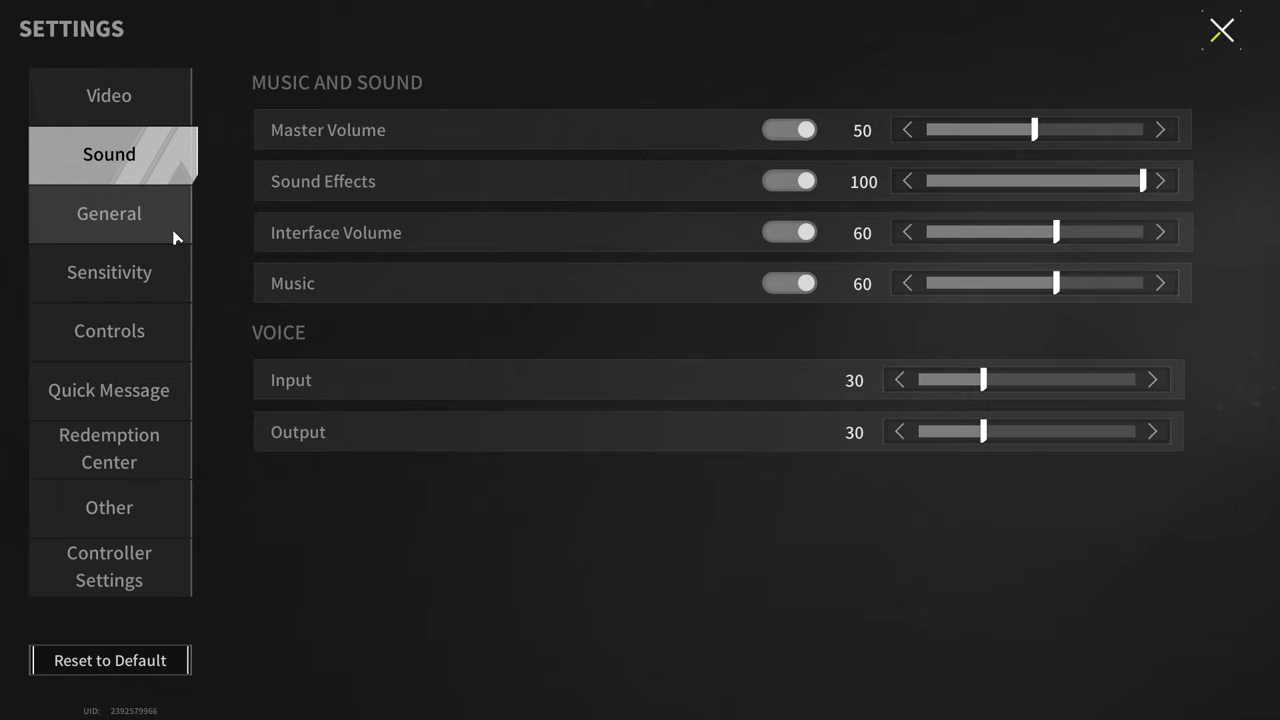 SETTINGS
Video
Sound
General
Sensitivity
Controls
Quick Message
Redemption
Center
Other
Controller
Settings
Reset to Default
UID: 2392579966
MUSIC AND SOUND
Master Volume 50
Sound Effects 100
Interface Volume 60
Music 60
VOICE
Input 30
Output 30